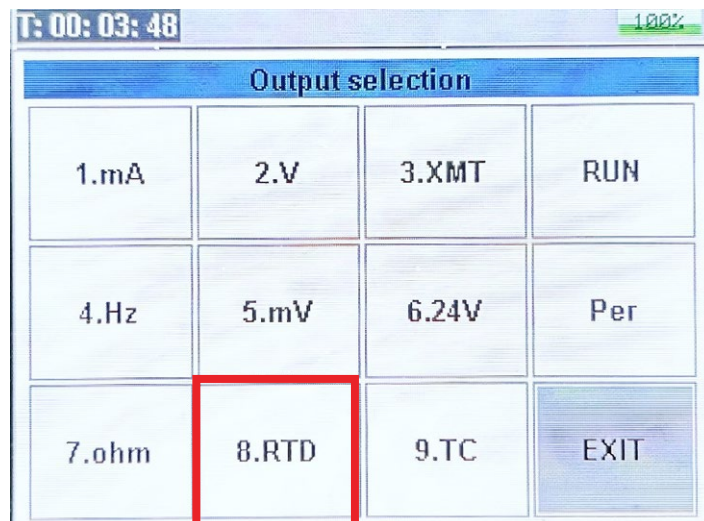 T: 00: 03: 48
100%
Output selection
1.mA 2.V 3.XMT RUN
4.Hz 5.mV 6.24V Per
7.ohm 8.RTD 9.TC EXIT